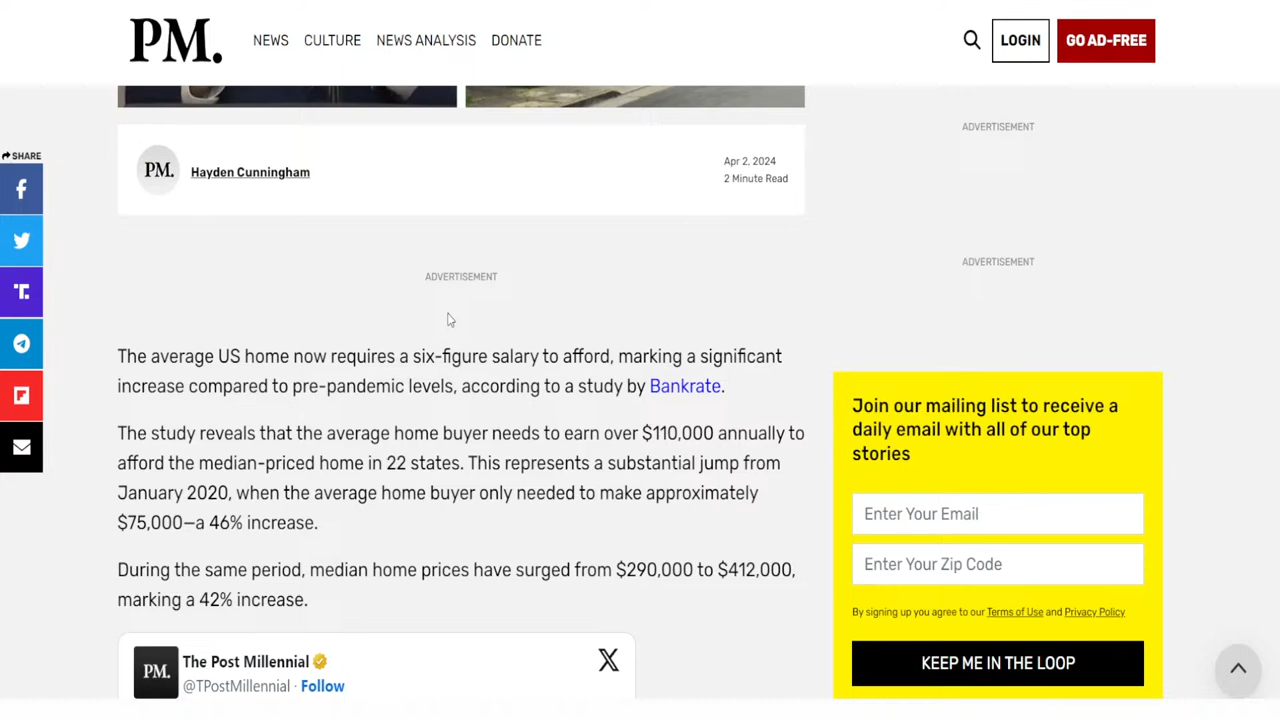 PM.
NEWS CULTURE NEWS ANALYSIS DONATE
LOGIN
GO AD-FREE
SHARE
PM.
Hayden Cunningham
Apr 2, 2024
2 Minute Read
ADVERTISEMENT
ADVERTISEMENT
ADVERTISEMENT
The average US home now requires a six-figure salary to afford, marking a significant
increase compared to pre-pandemic levels, according to a study by Bankrate.
The study reveals that the average home buyer needs to earn over $110,000 annually to
afford the median-priced home in 22 states. This represents a substantial jump from
January 2020, when the average home buyer only needed to make approximately
$75,000—a 46% increase.
During the same period, median home prices have surged from $290,000 to $412,000,
marking a 42% increase.
PM.
The Post Millennial
@TPostMillennial · Follow
Join our mailing list to receive a
daily email with all of our top
stories
Enter Your Email
Enter Your Zip Code
By signing up you agree to our Terms of Use and Privacy Policy
KEEP ME IN THE LOOP